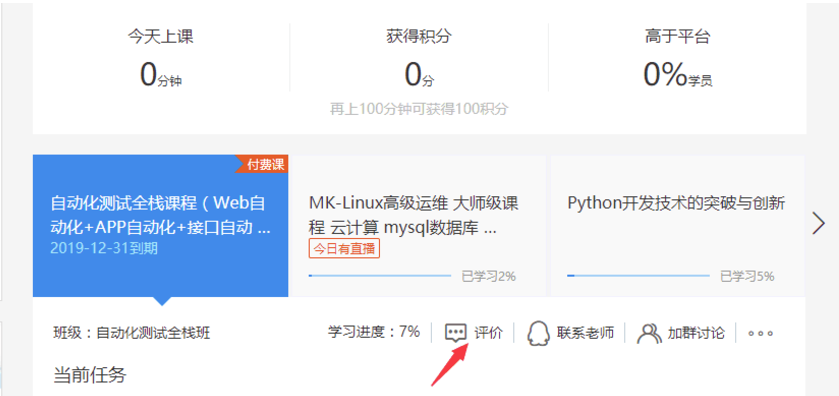 今天上课
获得积分
高于平台
0分钟
0分
0%学员
再上100分钟可获得100积分
付费课
自动化测试全栈课程（Web自
动化+APP自动化+接口自动 ...
2019-12-31到期
MK-Linux高级运维 大师级课
程 云计算 mysql数据库 ...
今日有直播
已学习2%
Python开发技术的突破与创新
已学习5%
班级：自动化测试全栈班
学习进度：7%
评价
联系老师
加群讨论
当前任务